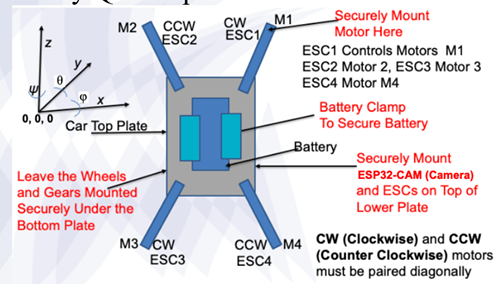 M2
CCW
ESC2
CW
ESC1
M1
Securely Mount
Motor Here
ESC1 Controls Motors M1
ESC2 Motor 2, ESC3 Motor 3
ESC4 Motor M4
z
y
θ
ψ
φ
x
0, 0, 0
Car Top Plate
Battery Clamp
To Secure Battery
Battery
Securely Mount
ESP32-CAM (Camera)
and ESCs on Top of
Lower Plate
Leave the Wheels
and Gears Mounted
Securely Under the
Bottom Plate
M3
CW
ESC3
CCW
ESC4
M4
CW (Clockwise) and CCW
(Counter Clockwise) motors
must be paired diagonally